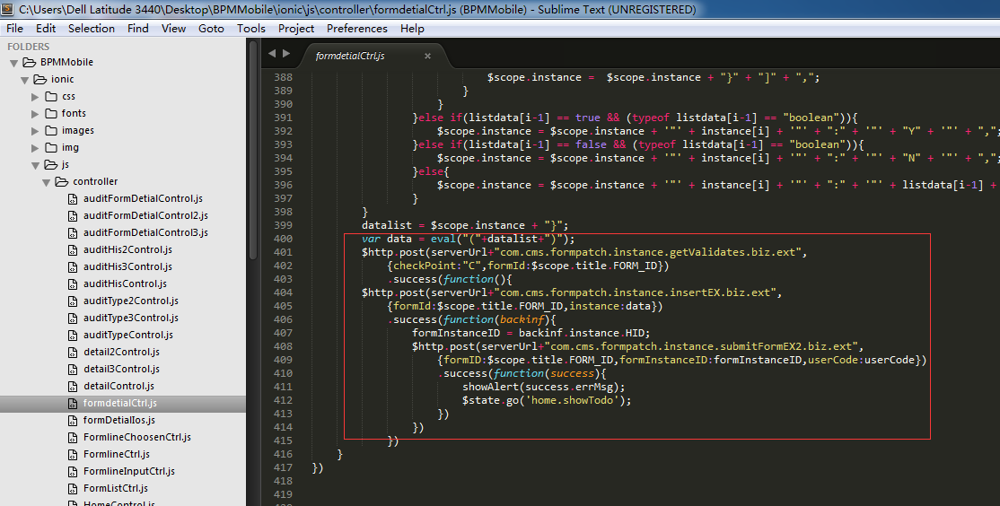 C:\Users\Dell Latitude 3440\Desktop\BPMMobile\ionic\js\controller\formdetialCtrl.js (BPMMobile) - Sublime Text (UNREGISTERED)
File Edit Selection Find View Goto Tools Project Preferences Help
FOLDERS
BPMMobile
ionic
css
fonts
images
img
js
controller
auditFormDetialControl.js
auditFormDetialControl2.js
auditFormDetialControl3.js
auditHis2Control.js
auditHis3Control.js
auditHisControl.js
auditType2Control.js
auditType3Control.js
auditTypeControl.js
detail2Control.js
detail3Control.js
detailControl.js
formdetialCtrl.js
formDetialIos.js
FormlineChoosenCtrl.js
FormlineCtrl.js
FormlineInputCtrl.js
FormListCtrl.js
HomeControl.js
formdetialCtrl.js ×
388 $scope.instance =  $scope.instance + "}" + "]" + ",";
389 }
390 }
391 }else if(listdata[i-1] == true && (typeof listdata[i-1] == "boolean")){
392 $scope.instance = $scope.instance + '"' + instance[i] + '"' + ":" + '"' + "Y" + '"' + ",";
393 }else if(listdata[i-1] == false && (typeof listdata[i-1] == "boolean")){
394 $scope.instance = $scope.instance + '"' + instance[i] + '"' + ":" + '"' + "N" + '"' + ",";
395 }else{
396 $scope.instance = $scope.instance + '"' + instance[i] + '"' + ":" + '"' + listdata[i-1] +
397 }
398 }
399 datalist = $scope.instance + "}";
400 var data = eval("("+datalist+")");
401 $http.post(serverUrl+"com.cms.formpatch.instance.getValidates.biz.ext",
402 {checkPoint:"C",formId:$scope.title.FORM_ID})
403 .success(function(){
404 $http.post(serverUrl+"com.cms.formpatch.instance.insertEX.biz.ext",
405 {formId:$scope.title.FORM_ID,instance:data})
406 .success(function(backinf){
407 formInstanceID = backinf.instance.HID;
408 $http.post(serverUrl+"com.cms.formpatch.instance.submitFormEX2.biz.ext",
409 {formID:$scope.title.FORM_ID,formInstanceID:formInstanceID,userCode:userCode})
410 .success(function(success){
411 showAlert(success.errMsg);
412 $state.go('home.showTodo');
413 })
414 })
415 })
416 }
417 })
418
419